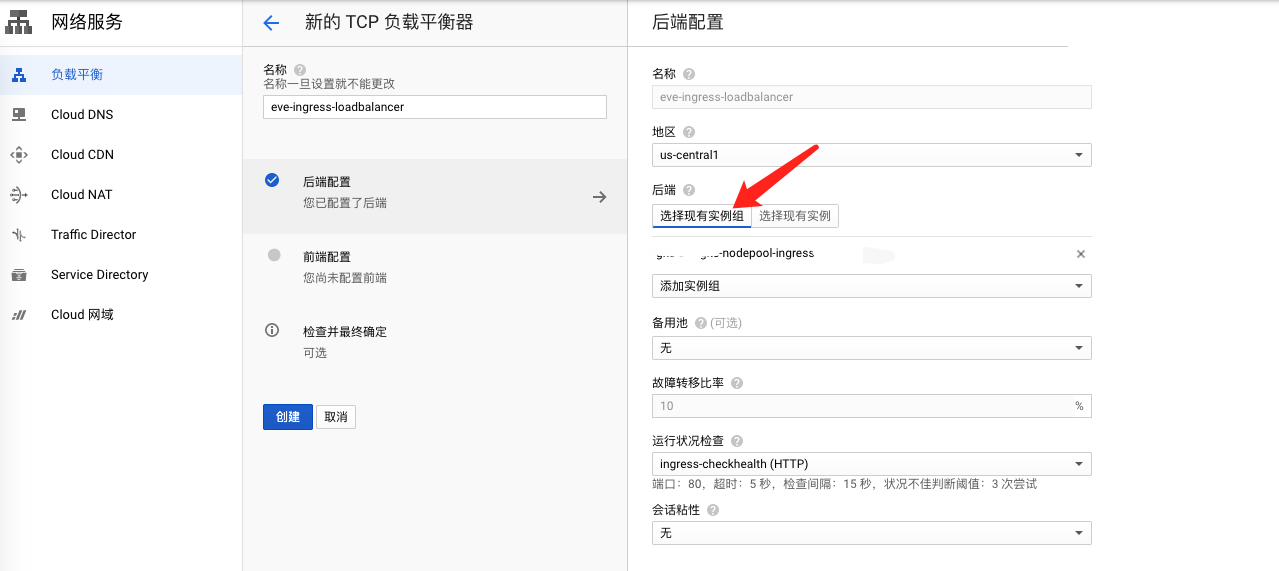 网络服务
负载平衡
Cloud DNS
Cloud CDN
Cloud NAT
Traffic Director
Service Directory
Cloud 网域
新的 TCP 负载平衡器
名称
名称一旦设置就不能更改
eve-ingress-loadbalancer
后端配置
您已配置了后端
前端配置
您尚未配置前端
检查并最终确定
可选
创建 取消
后端配置
名称
eve-ingress-loadbalancer
地区
us-central1
后端
选择现有实例组 选择现有实例
-nodepool-ingress
添加实例组
备用池 (可选)
无
故障转移比率
10 %
运行状况检查
ingress-checkhealth (HTTP)
端口：80，超时：5 秒，检查间隔：15 秒，状况不佳判断阈值：3 次尝试
会话粘性
无